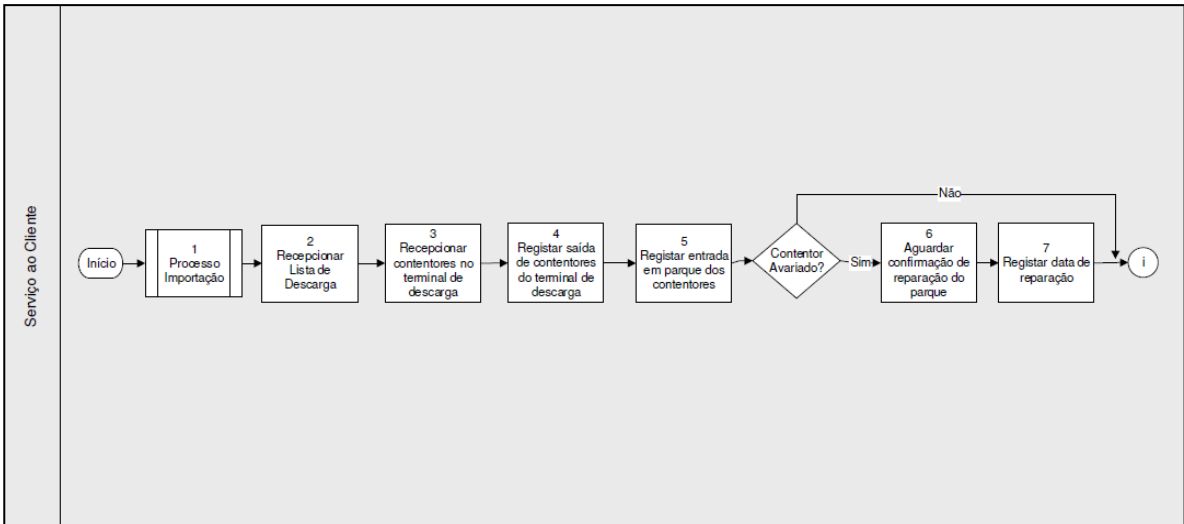 Serviço ao Cliente
Início
1
Processo
Importação
2
Recepcionar
Lista de
Descarga
3
Recepcionar
contentores no
terminal de
descarga
4
Registar saída
de contentores
do terminal de
descarga
5
Registar entrada
em parque dos
contentores
Contentor
Avariado?
Não
Sim
6
Aguardar
confirmação de
reparação do
parque
7
Registar data de
reparação
i